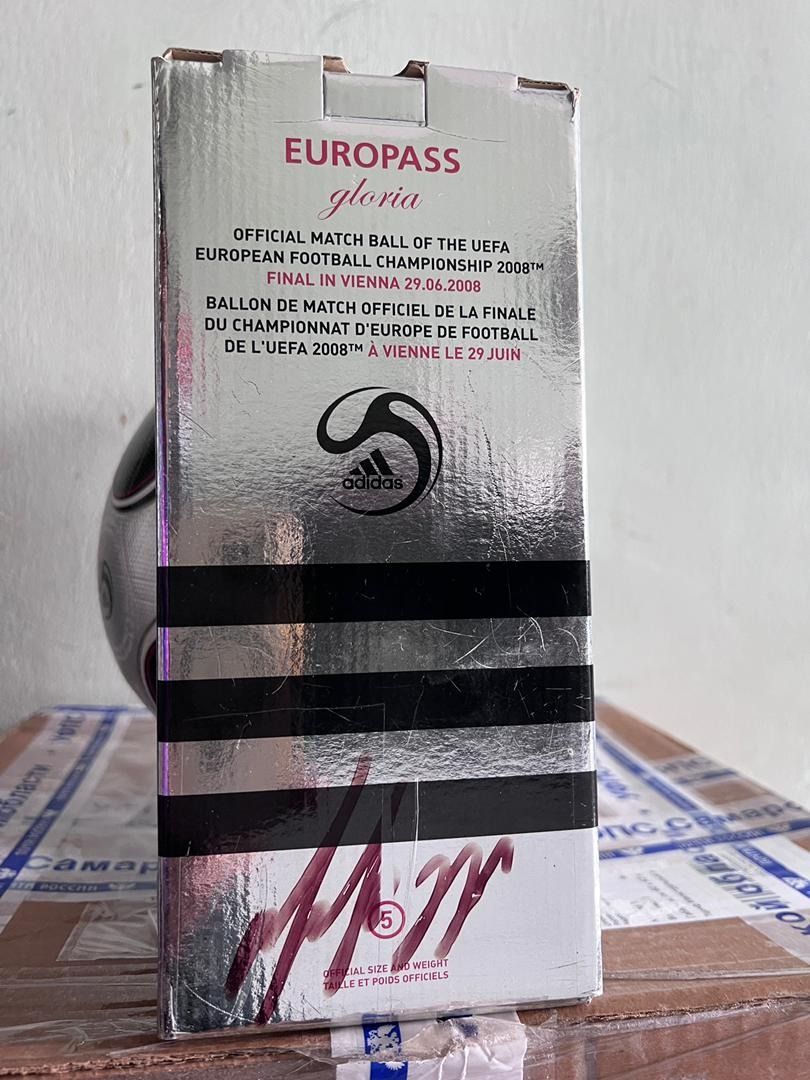 EUROPASS
gloria
OFFICIAL MATCH BALL OF THE UEFA
EUROPEAN FOOTBALL CHAMPIONSHIP 2008™
FINAL IN VIENNA 29.06.2008
BALLON DE MATCH OFFICIEL DE LA FINALE
DU CHAMPIONNAT D'EUROPE DE FOOTBALL
DE L'UEFA 2008™ À VIENNE LE 29 JUIN
adidas
5
OFFICIAL SIZE AND WEIGHT
TAILLE ET POIDS OFFICIELS
Самар
РОССИИ
Самарс